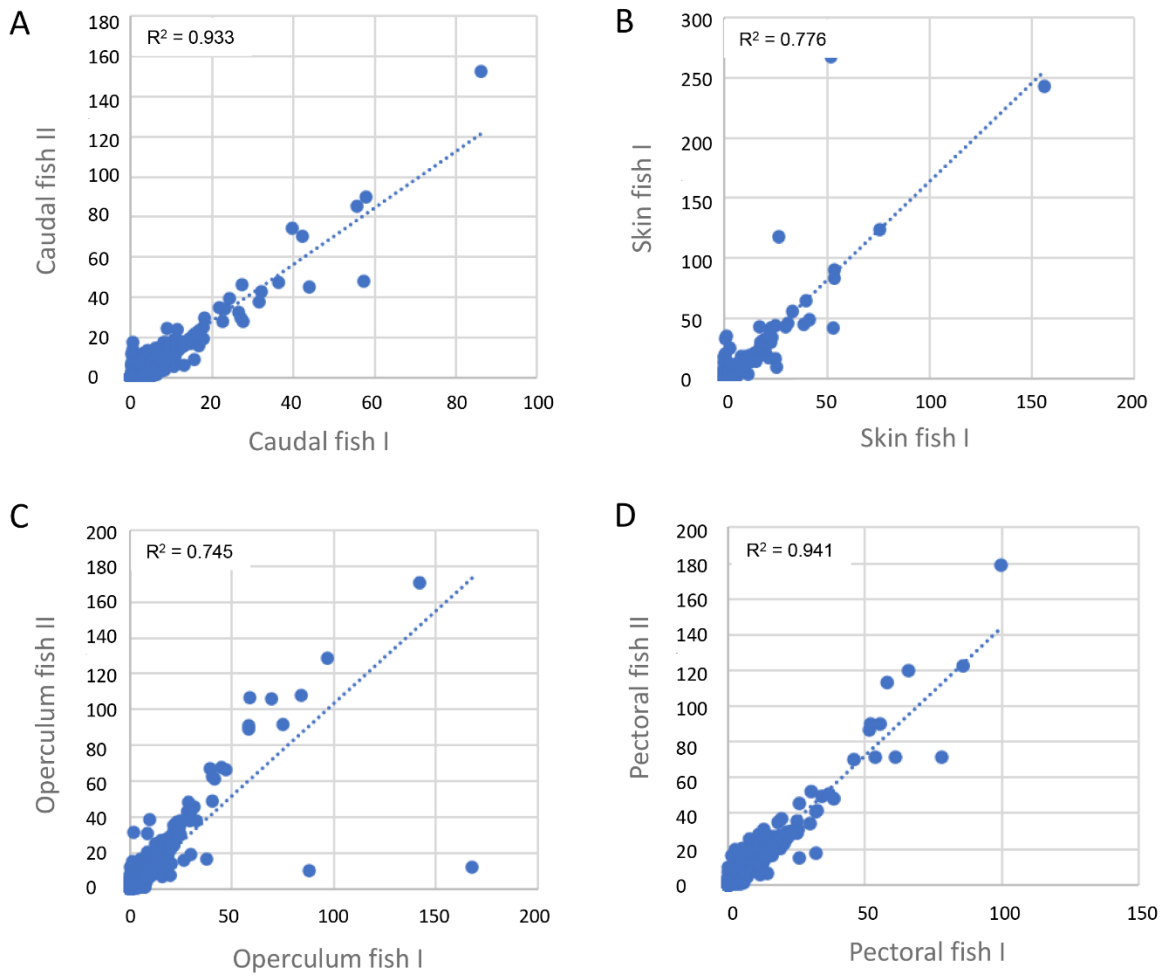 A
R² = 0.933
180
160
140
120
100
80
60
40
20
0
0 20 40 60 80 100
Caudal fish II
Caudal fish I
B
R² = 0.776
300
250
200
150
100
50
0
0 50 100 150 200
Skin fish I
Skin fish I
C
R² = 0.745
200
180
160
140
120
100
80
60
40
20
0
0 50 100 150 200
Operculum fish II
Operculum fish I
D
R² = 0.941
200
180
160
140
120
100
80
60
40
20
0
0 50 100 150
Pectoral fish II
Pectoral fish I